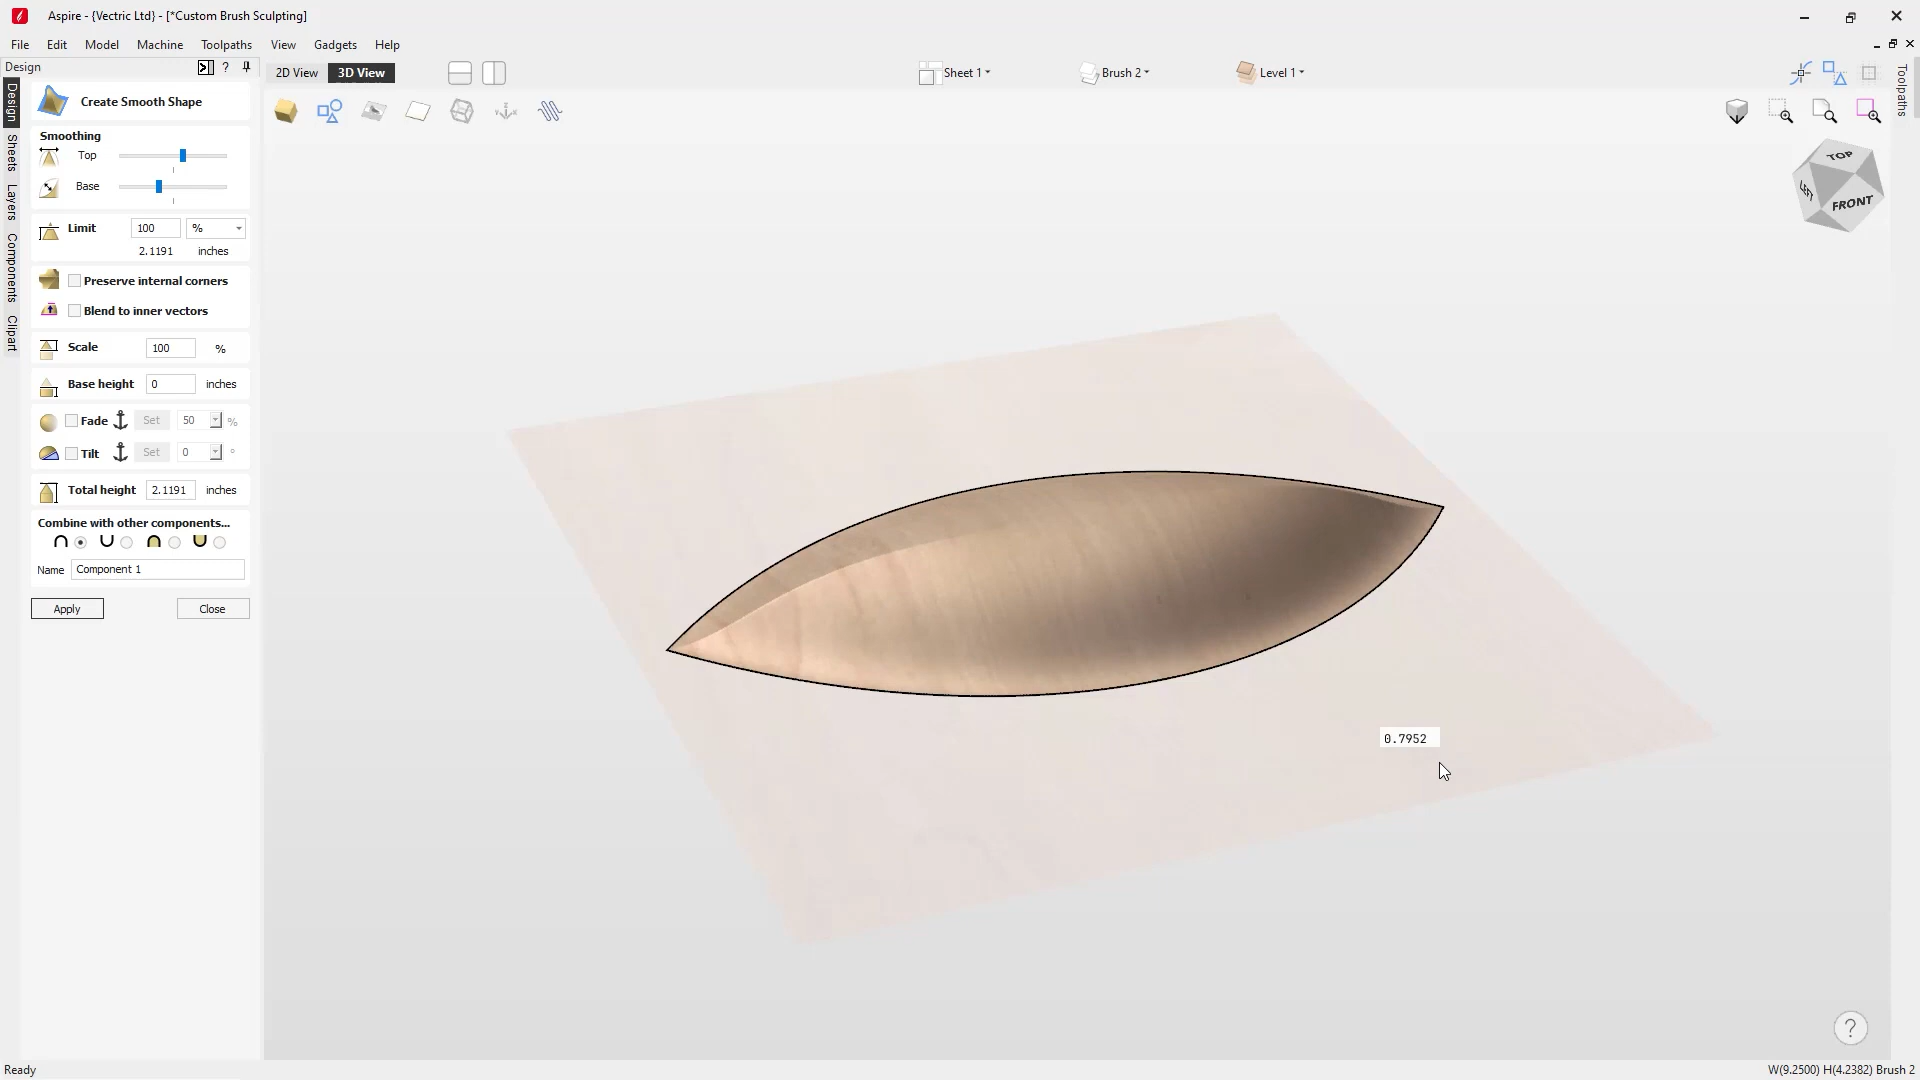 Aspire - {Vectric Ltd} - [*Custom Brush Sculpting]
File Edit Model Machine Toolpaths View Gadgets Help
Design ?
2D View 3D View Sheet 1 Brush 2 Level 1
Design
Sheets
Layers
Components
Clipart
Toolpaths
Create Smooth Shape
Smoothing
Top
Base
Limit 100 %
2.1191 inches
Preserve internal corners
Blend to inner vectors
Scale 100 %
Base height 0 inches
Fade Set 50 %
Tilt Set 0 °
Total height 2.1191 inches
Combine with other components...
Name Component 1
Apply Close
TOP
LEFT
FRONT
0.7952
?
Ready W(9.2500) H(4.2382) Brush 2